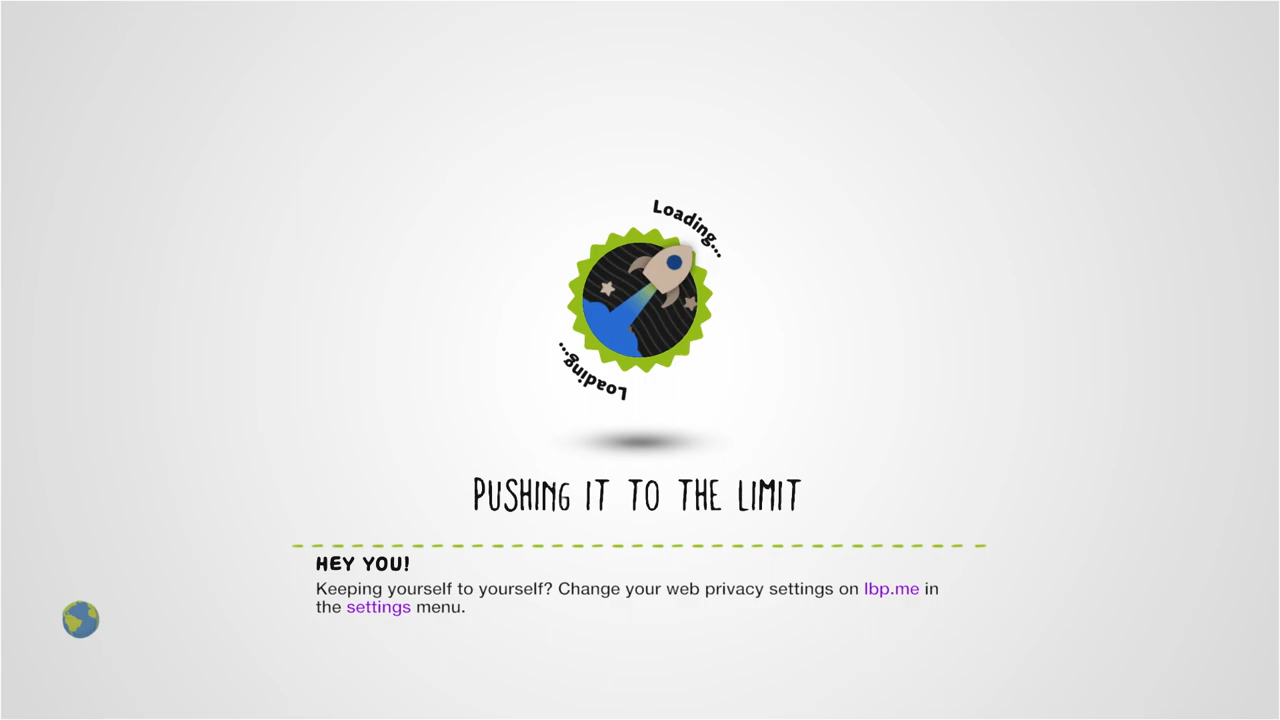 Loading...
Loading...
PUSHING IT TO THE LIMIT
HEY YOU!
Keeping yourself to yourself? Change your web privacy settings on lbp.me in
the settings menu.